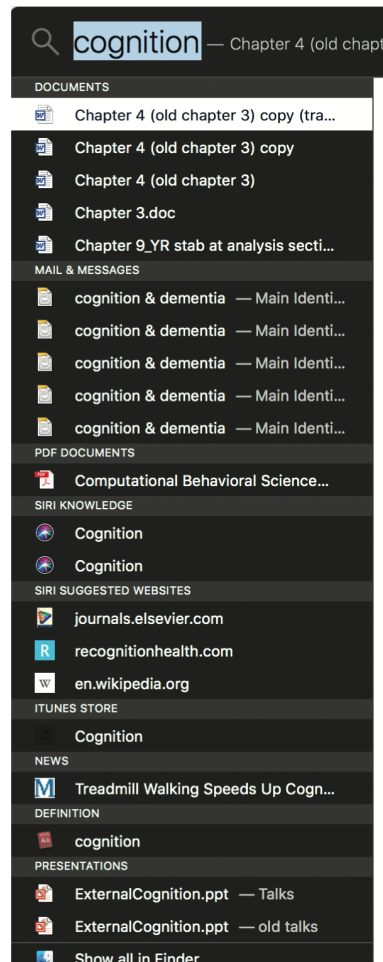 cognition — Chapter 4 (old chapt
DOCUMENTS
Chapter 4 (old chapter 3) copy (tra...
Chapter 4 (old chapter 3) copy
Chapter 4 (old chapter 3)
Chapter 3.doc
Chapter 9_YR stab at analysis secti...
MAIL & MESSAGES
cognition & dementia — Main Identi...
cognition & dementia — Main Identi...
cognition & dementia — Main Identi...
cognition & dementia — Main Identi...
cognition & dementia — Main Identi...
PDF DOCUMENTS
Computational Behavioral Science...
SIRI KNOWLEDGE
Cognition
Cognition
SIRI SUGGESTED WEBSITES
journals.elsevier.com
R recognitionhealth.com
W en.wikipedia.org
ITUNES STORE
Cognition
NEWS
M Treadmill Walking Speeds Up Cogn...
DEFINITION
cognition
PRESENTATIONS
ExternalCognition.ppt — Talks
ExternalCognition.ppt — old talks
Show all in Finder